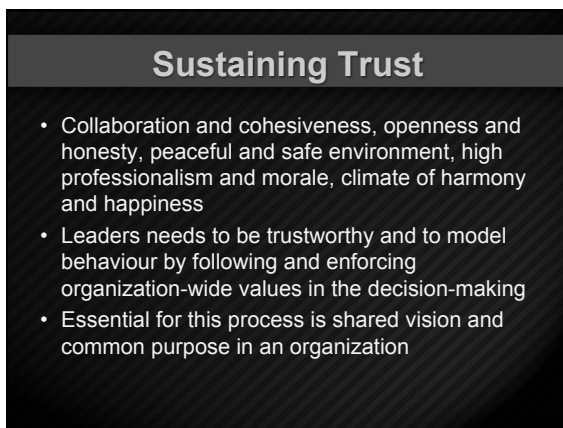 Sustaining Trust
• Collaboration and cohesiveness, openness and
honesty, peaceful and safe environment, high
professionalism and morale, climate of harmony
and happiness
• Leaders needs to be trustworthy and to model
behaviour by following and enforcing
organization-wide values in the decision-making
• Essential for this process is shared vision and
common purpose in an organization